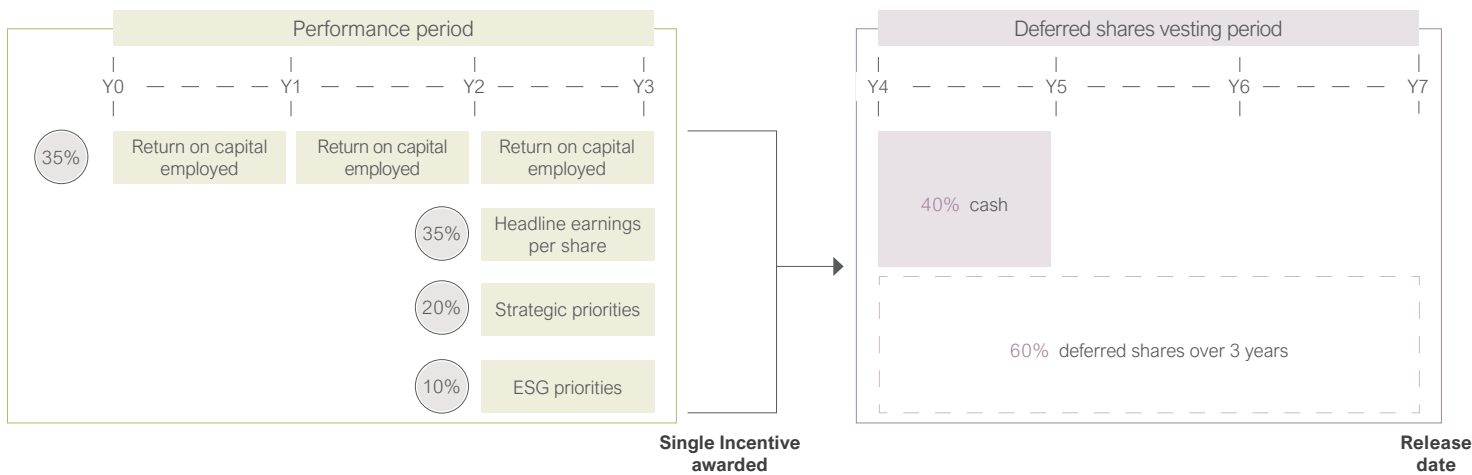 Performance period
Y0
Y1
Y2
Y3
35%
Return on capital
employed
Return on capital
employed
Return on capital
employed
35%
Headline earnings
per share
20%
Strategic priorities
10%
ESG priorities
Single Incentive
awarded
Deferred shares vesting period
Y4
Y5
Y6
Y7
40% cash
60% deferred shares over 3 years
Release
date